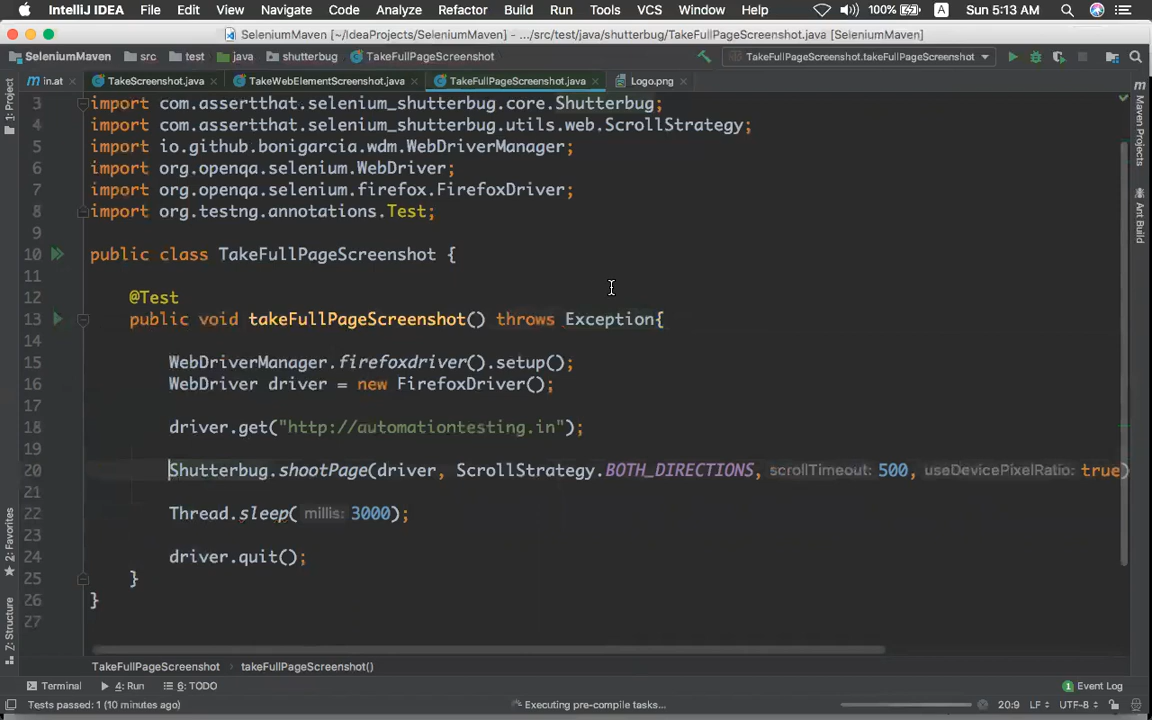 IntelliJ IDEA File Edit View Navigate Code Analyze Refactor Build Run Tools VCS Window Help 100% A Sun 5:13 AM
SeleniumMaven [~/IdeaProjects/SeleniumMaven] - .../src/test/java/shutterbug/TakeFullPageScreenshot.java [SeleniumMaven]
SeleniumMaven src test java shutterbug TakeFullPageScreenshot TakeFullPageScreenshot.takeFullPageScreenshot
in.at TakeScreenshot.java TakeWebElementScreenshot.java TakeFullPageScreenshot.java Logo.png
1: Project
2: Favorites
Z: Structure
Maven Projects
Ant Build
3 import com.assertthat.selenium_shutterbug.core.Shutterbug;
4 import com.assertthat.selenium_shutterbug.utils.web.ScrollStrategy;
5 import io.github.bonigarcia.wdm.WebDriverManager;
6 import org.openqa.selenium.WebDriver;
7 import org.openqa.selenium.firefox.FirefoxDriver;
8 import org.testng.annotations.Test;
9
10 public class TakeFullPageScreenshot {
11
12 @Test
13 public void takeFullPageScreenshot() throws Exception{
14
15 WebDriverManager.firefoxdriver().setup();
16 WebDriver driver = new FirefoxDriver();
17
18 driver.get("http://automationtesting.in");
19
20 Shutterbug.shootPage(driver, ScrollStrategy.BOTH_DIRECTIONS, scrollTimeout: 500, useDevicePixelRatio: true)
21
22 Thread.sleep( millis: 3000);
23
24 driver.quit();
25 }
26 }
27
TakeFullPageScreenshot takeFullPageScreenshot()
Terminal 4: Run 6: TODO 1 Event Log
Tests passed: 1 (10 minutes ago) Executing pre-compile tasks... 20:9 LF UTF-8